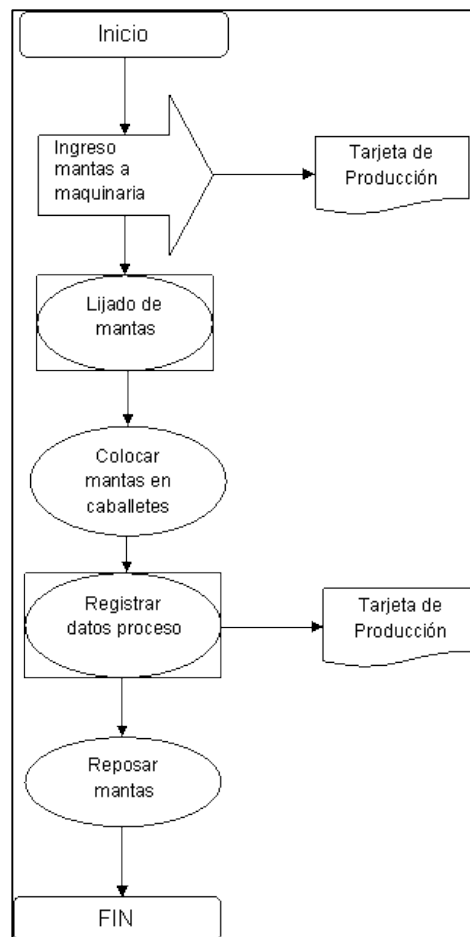 Inicio
Ingreso
mantas a
maquinaria
Tarjeta de
Producción
Lijado de
mantas
Colocar
mantas en
caballetes
Registrar
datos proceso
Tarjeta de
Producción
Reposar
mantas
FIN